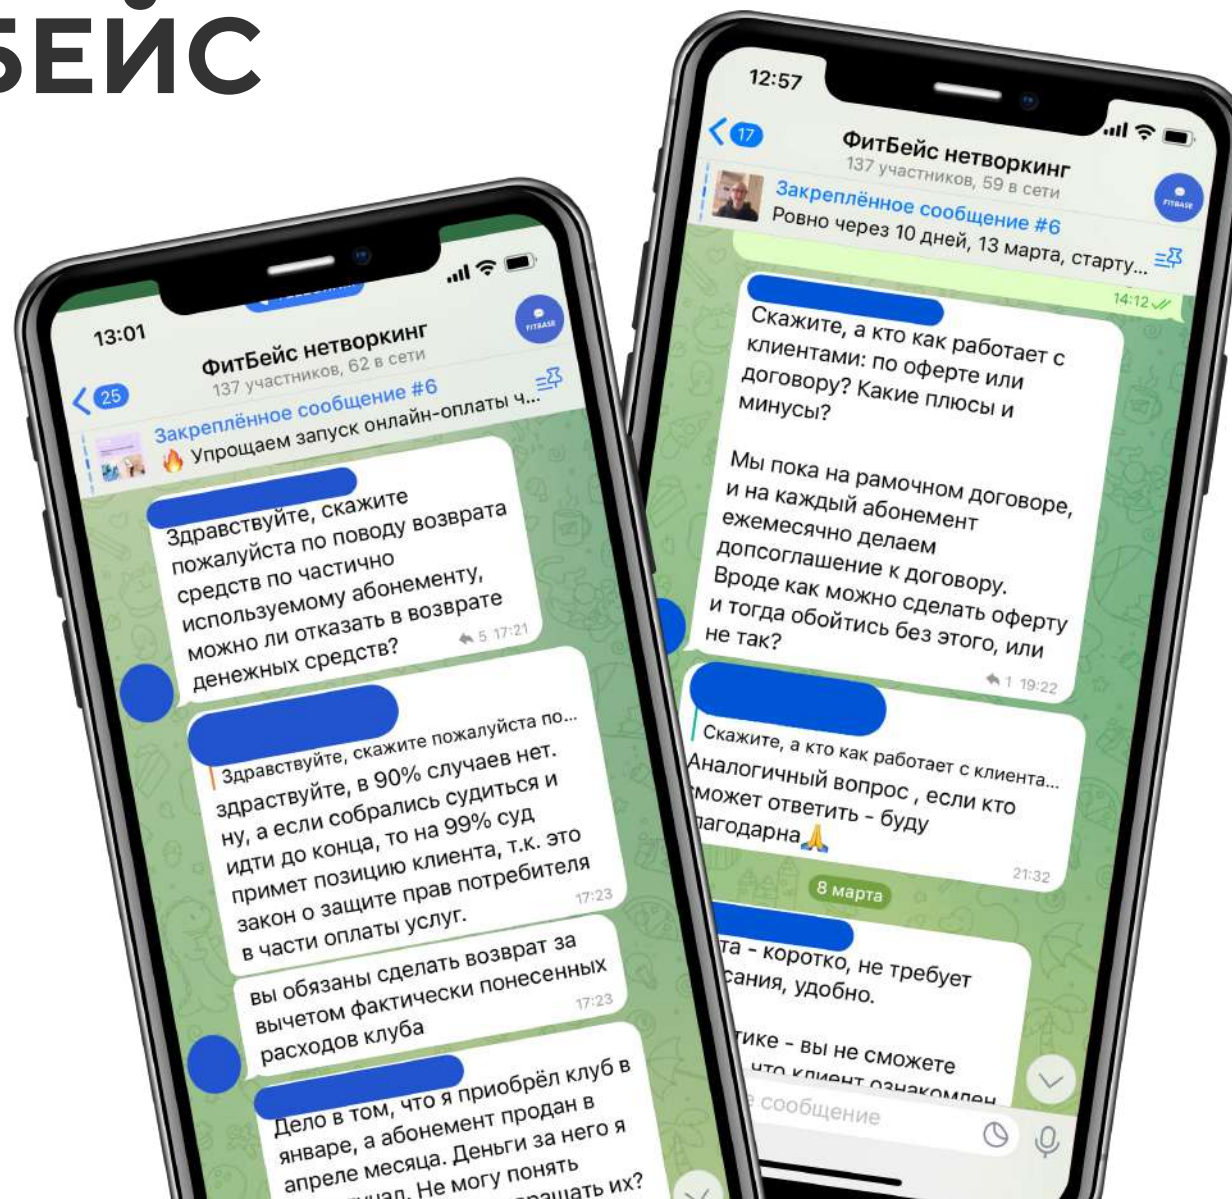 БЕЙС
13:01
25
ФитБейс нетворкинг
137 участников, 62 в сети
FITBASE
Закреплённое сообщение #6
🔥 Упрощаем запуск онлайн-оплаты ч...
Здравствуйте, скажите
пожалуйста по поводу возврата
средств по частично
используемому абонементу,
можно ли отказать в возврате
денежных средств?
5 17:21
Здравствуйте, скажите пожалуйста по...
здраствуйте, в 90% случаев нет.
ну, а если собрались судиться и
идти до конца, то на 99% суд
примет позицию клиента, т.к. это
закон о защите прав потребителя
в части оплаты услуг.
17:23
вы обязаны сделать возврат за
вычетом фактически понесенных
расходов клуба
17:23
Дело в том, что я приобрёл клуб в
январе, а абонемент продан в
апреле месяца. Деньги за него я
Не могу понять
их?
12:57
17
ФитБейс нетворкинг
137 участников, 59 в сети
FITBASE
Закреплённое сообщение #6
Ровно через 10 дней, 13 марта, старту...
14:12
Скажите, а кто как работает с
клиентами: по оферте или
договору? Какие плюсы и
минусы?
Мы пока на рамочном договоре,
и на каждый абонемент
ежемесячно делаем
допсоглашение к договору.
Вроде как можно сделать оферту
и тогда обойтись без этого, или
не так?
1 19:22
Скажите, а кто как работает с клиента...
Аналогичный вопрос , если кто
сможет ответить - буду
лагодарна🙏
21:32
8 марта
та - коротко, не требует
сания, удобно.
тике - вы не сможете
что клиент ознакомлен
сообщение